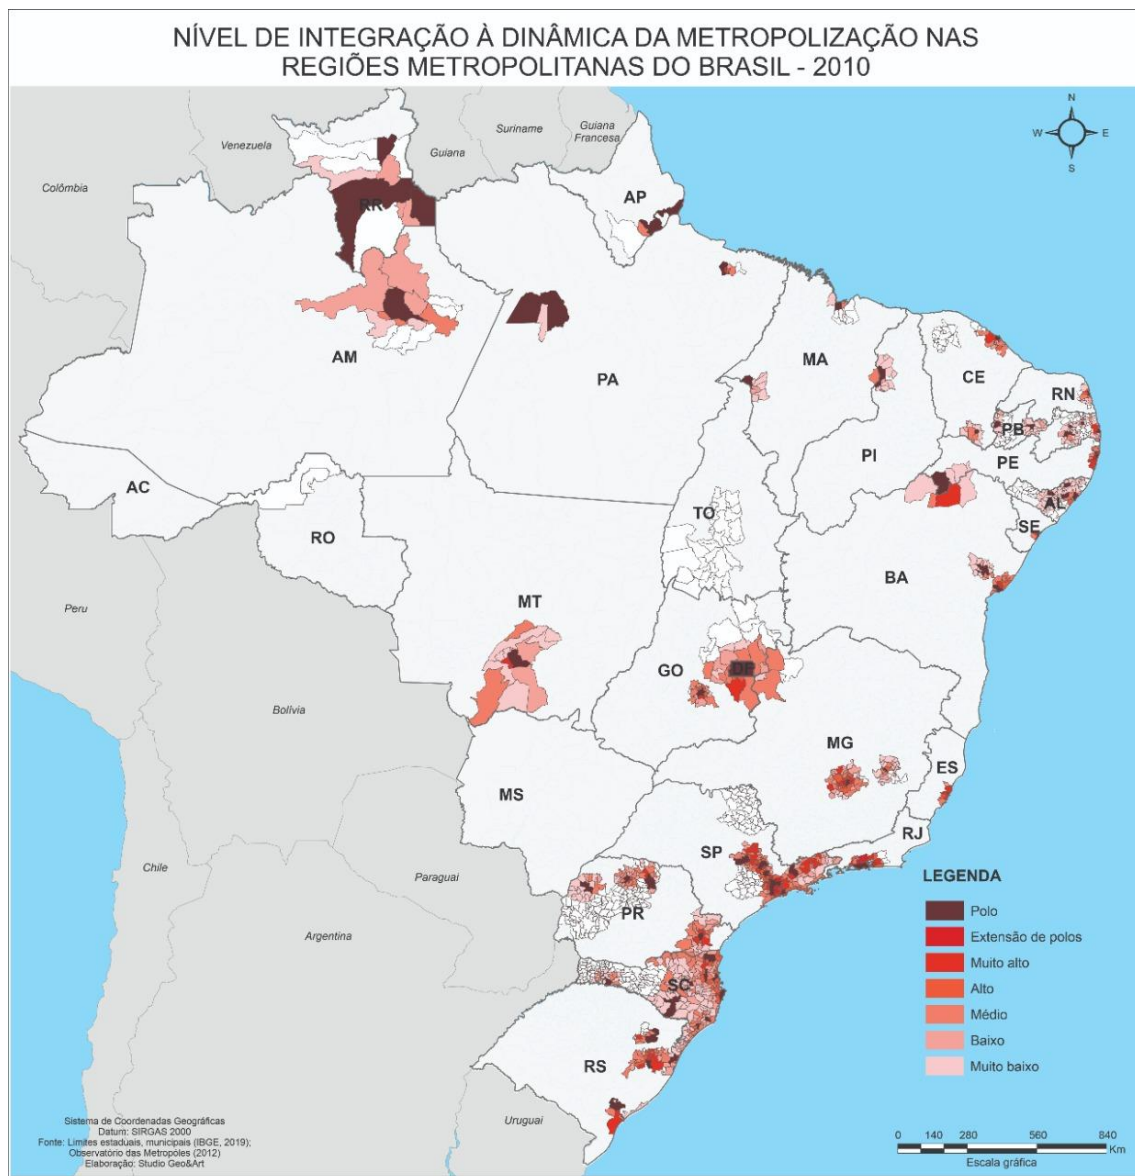 NÍVEL DE INTEGRAÇÃO À DINÂMICA DA METROPOLIZAÇÃO NAS
REGIÕES METROPOLITANAS DO BRASIL - 2010
N
W
E
S
Suriname
Guiana
Francesa
Venezuela
Guiana
Colômbia
AP
RR
AM
PA
MA
CE
RN
PB
PI
PE
AC
TO
AL
SE
RO
BA
MT
Peru
GO
DF
Bolívia
MG
ES
MS
RJ
SP
Chile
Paraguai
LEGENDA
Polo
Extensão de polos
Muito alto
Alto
Médio
Baixo
Muito baixo
PR
Argentina
SC
RS
Uruguai
Sistema de Coordenadas Geográficas
Datum: SIRGAS 2000
Fonte: Limites estaduais, municipais (IBGE, 2019);
Observatório das Metropóles (2012)
Elaboração: Studio Geo&Art
0 140 280 560 840
Km
Escala gráfica